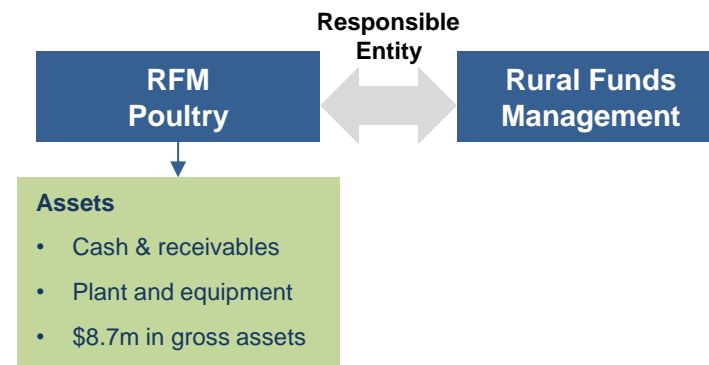 Responsible
Entity
RFM
Poultry
Rural Funds
Management
Assets
• Cash & receivables
• Plant and equipment
• $8.7m in gross assets